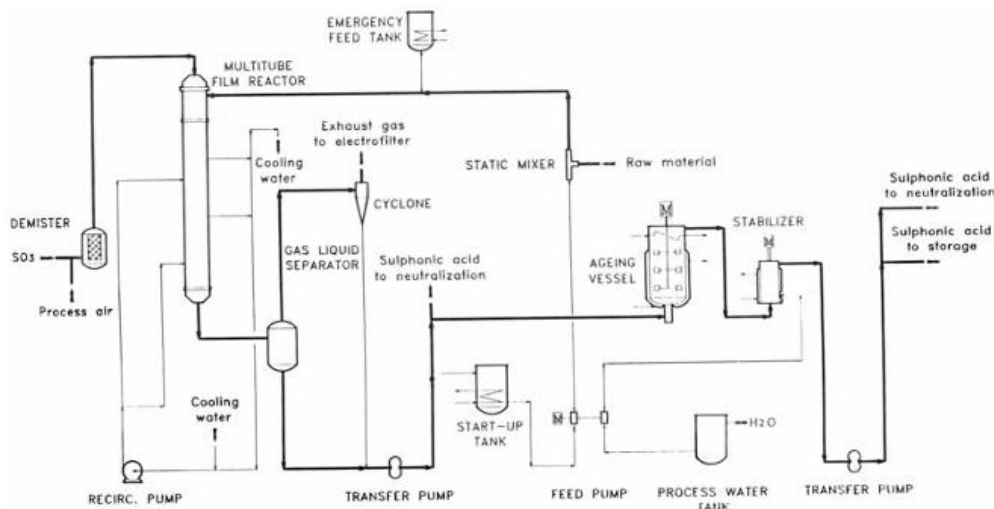 EMERGENCY
FEED TANK
MULTITUBE
FILM REACTOR
Exhaust gas
to electrofilter
Cooling
water
STATIC MIXER
Raw material
CYCLONE
DEMISTER
SO3
Process air
GAS LIQUID
SEPARATOR
Sulphonic acid
to neutralization
M
STABILIZER
M
AGEING
VESSEL
Sulphonic acid
to neutralization
Sulphonic acid
to storage
Cooling
water
START-UP
TANK
M
H2O
RECIRC. PUMP
TRANSFER PUMP
FEED PUMP
PROCESS WATER
TANK
TRANSFER PUMP